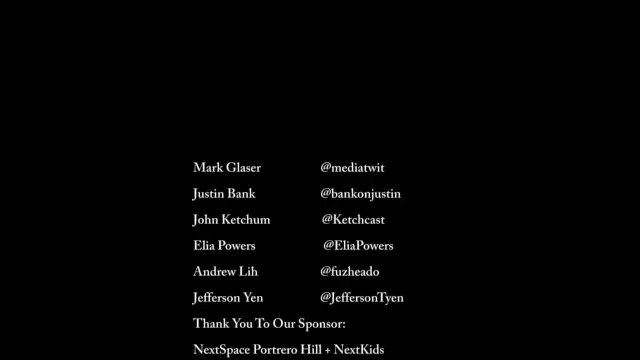 Mark Glaser @mediatwit
Justin Bank @bankonjustin
John Ketchum @Ketchcast
Elia Powers @EliaPowers
Andrew Lih @fuzheado
Jefferson Yen @JeffersonTyen
Thank You To Our Sponsor:
NextSpace Portrero Hill + NextKids